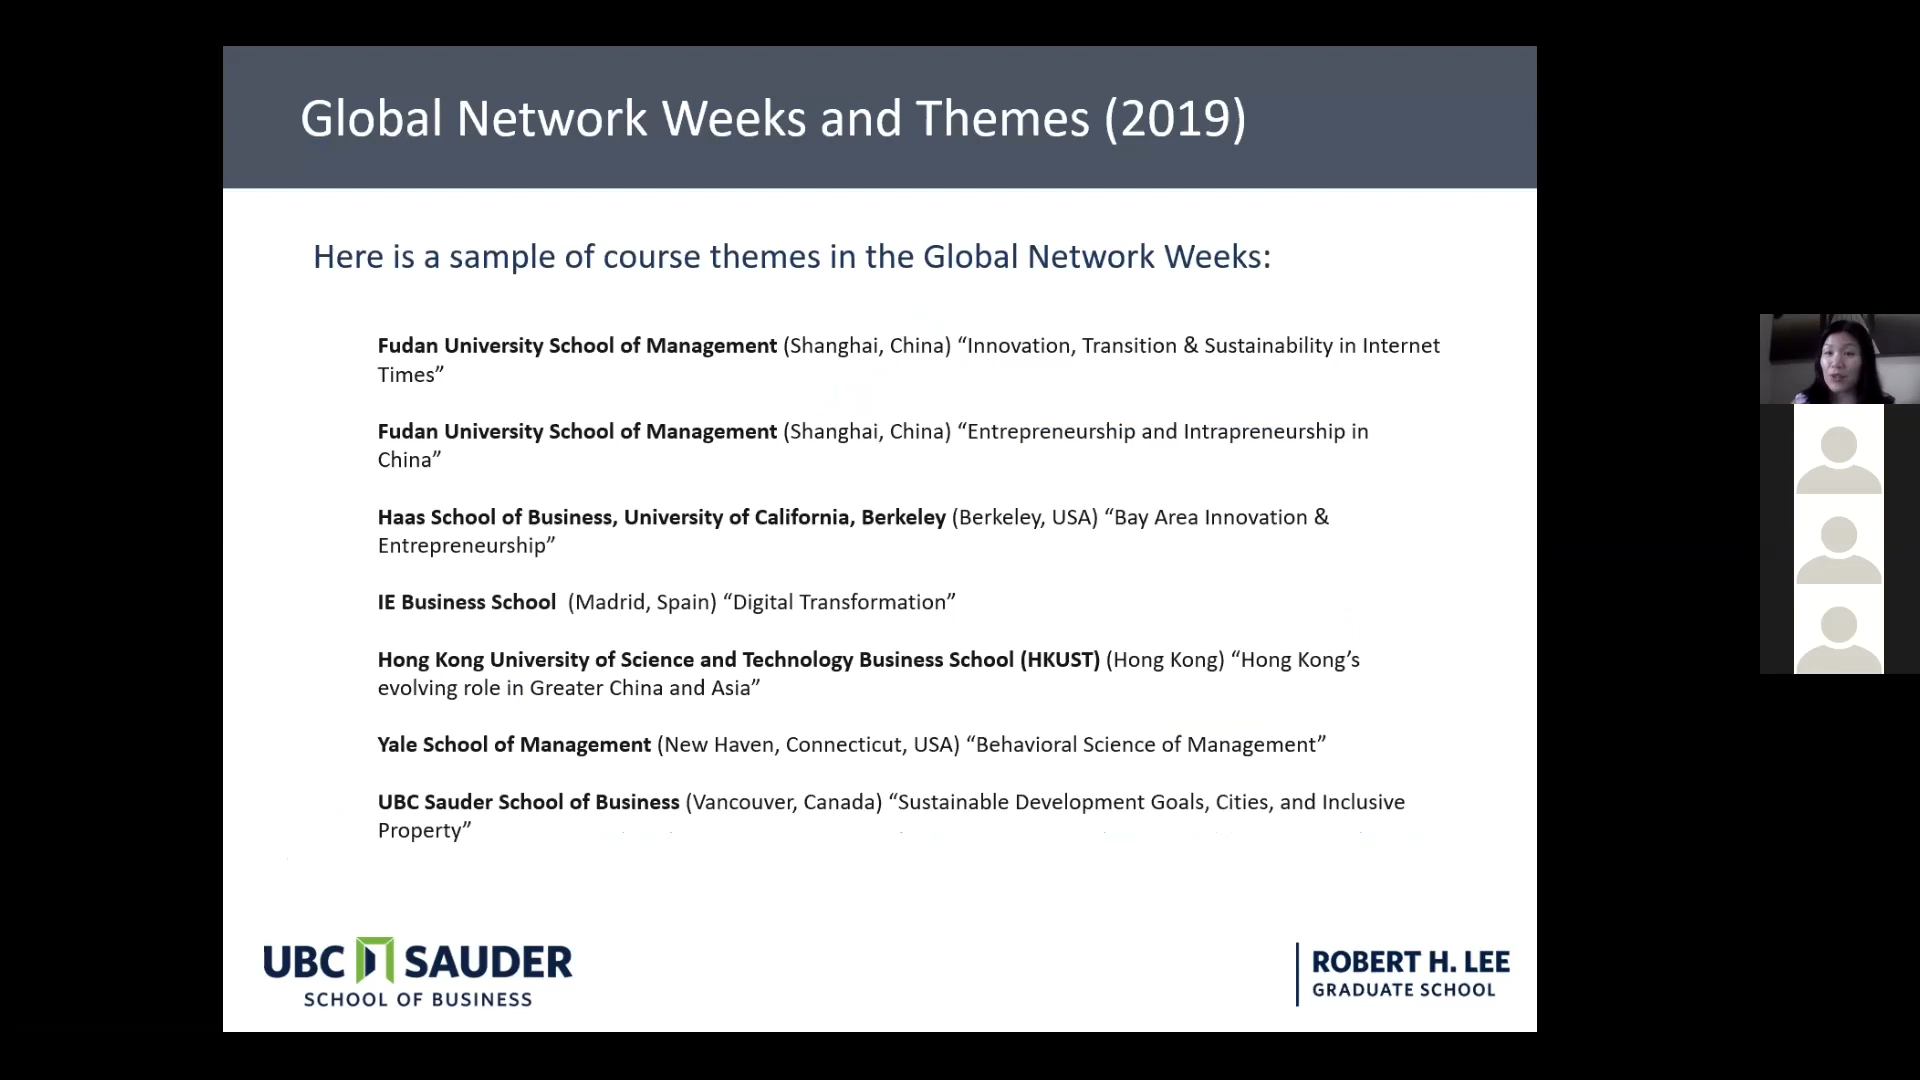 Global Network Weeks and Themes (2019)
Here is a sample of course themes in the Global Network Weeks:
Fudan University School of Management (Shanghai, China) “Innovation, Transition & Sustainability in Internet
Times”
Fudan University School of Management (Shanghai, China) “Entrepreneurship and Intrapreneurship in
China”
Haas School of Business, University of California, Berkeley (Berkeley, USA) “Bay Area Innovation &
Entrepreneurship”
IE Business School (Madrid, Spain) “Digital Transformation”
Hong Kong University of Science and Technology Business School (HKUST) (Hong Kong) “Hong Kong’s
evolving role in Greater China and Asia”
Yale School of Management (New Haven, Connecticut, USA) “Behavioral Science of Management”
UBC Sauder School of Business (Vancouver, Canada) “Sustainable Development Goals, Cities, and Inclusive
Property”
UBC SAUDER
SCHOOL OF BUSINESS
ROBERT H. LEE
GRADUATE SCHOOL